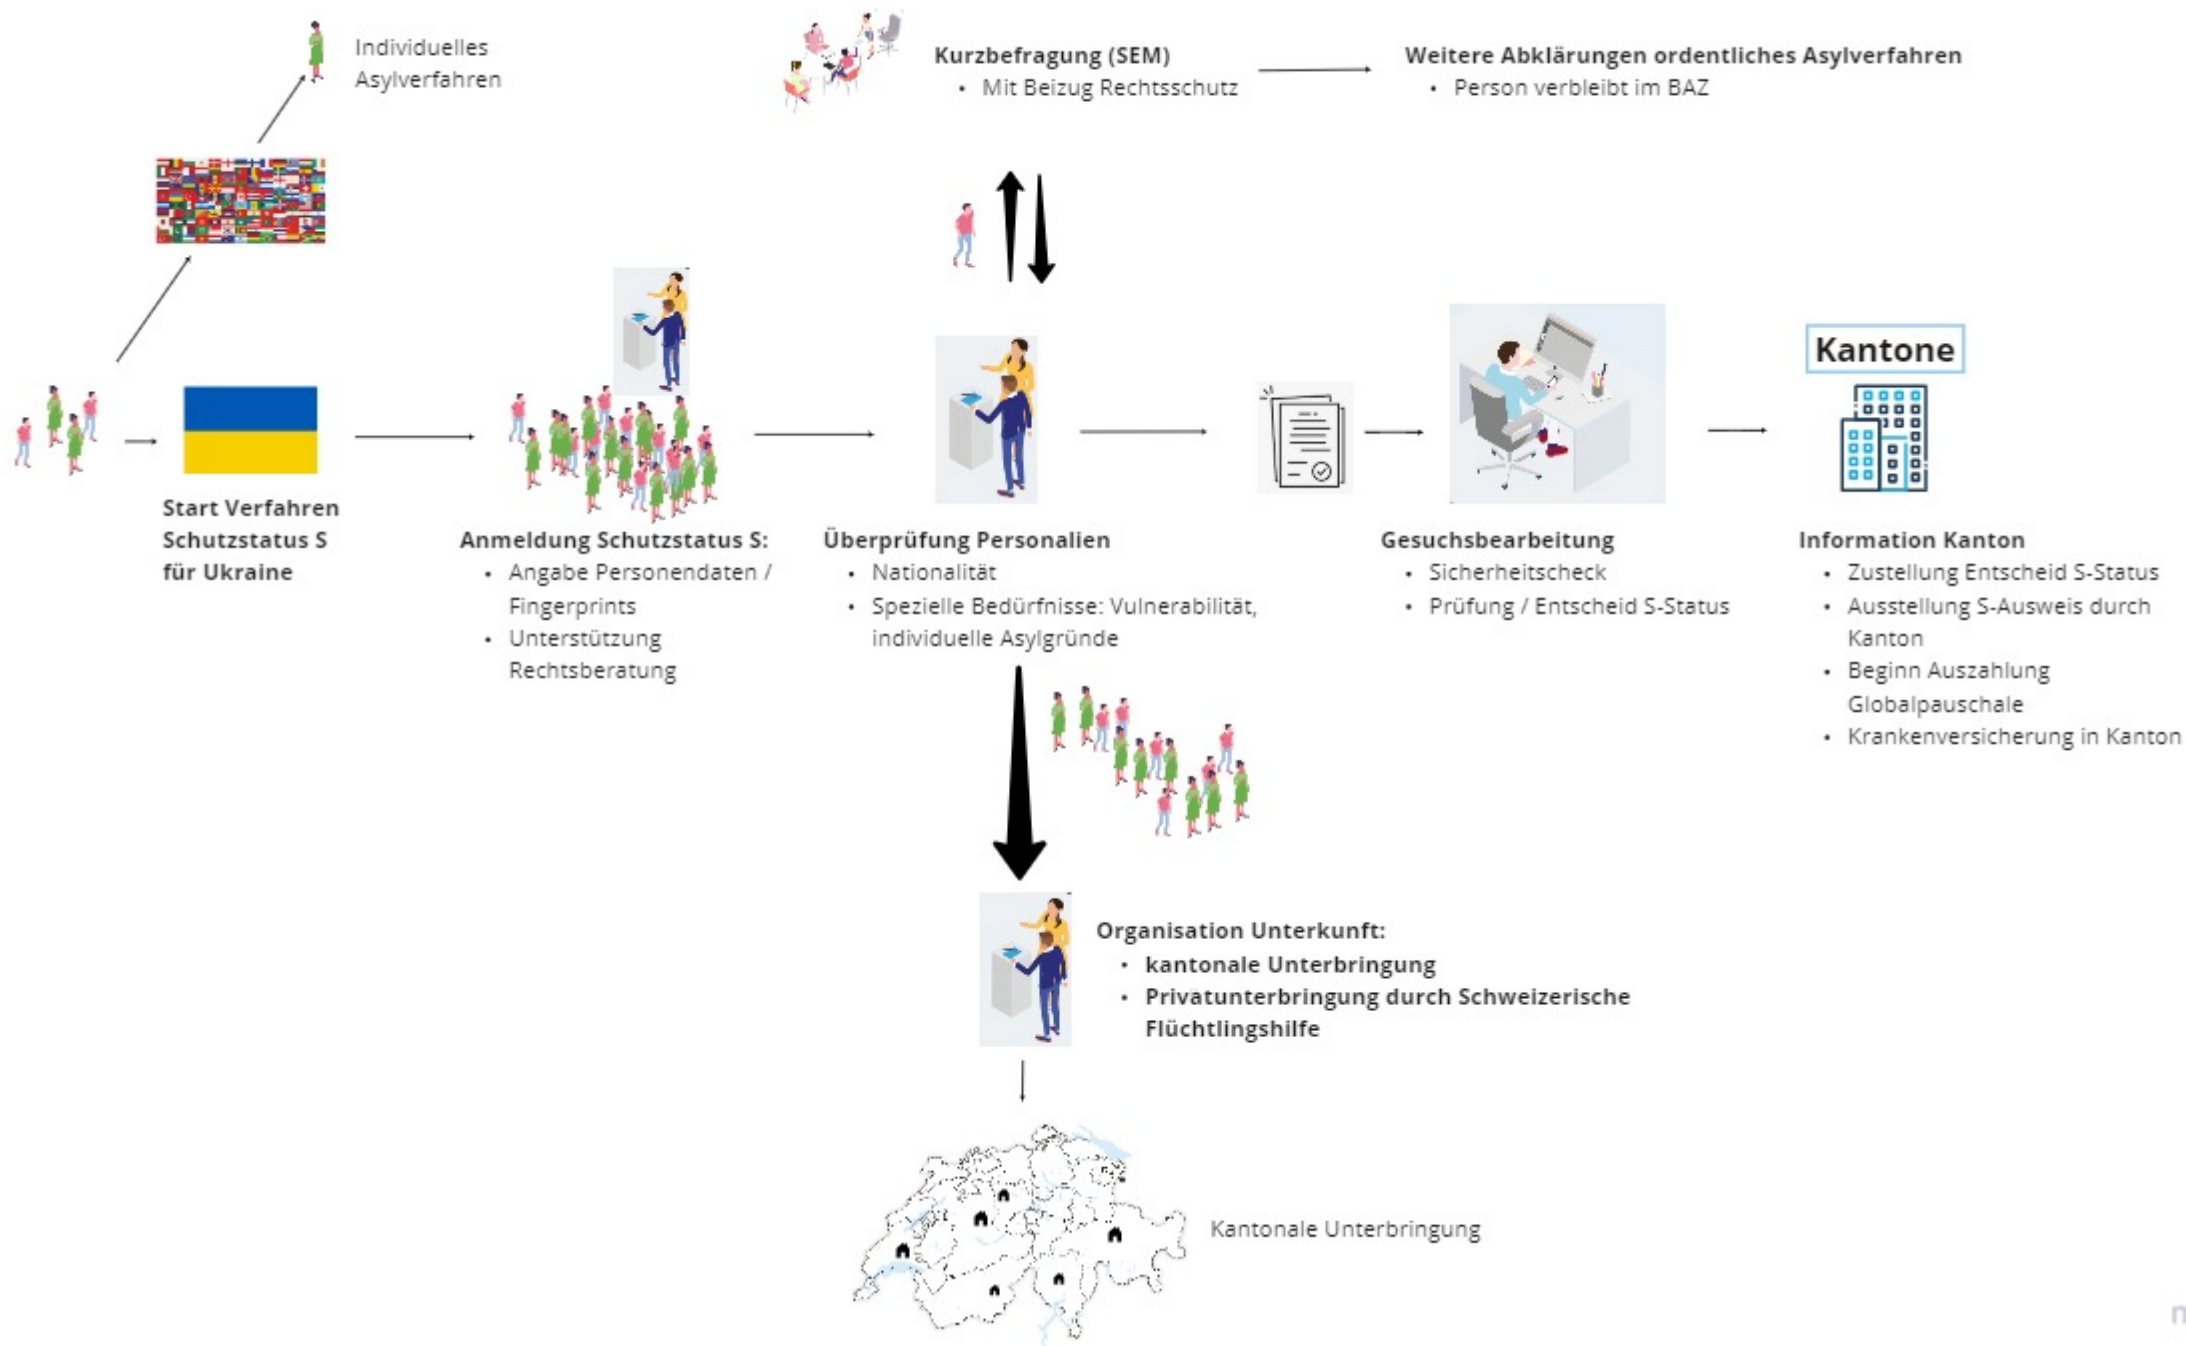 Individuelles
Asylverfahren
Kurzbefragung (SEM)
• Mit Beizug Rechtsschutz
Weitere Abklärungen ordentliches Asylverfahren
• Person verbleibt im BAZ
Start Verfahren
Schutzstatus S
für Ukraine
Anmeldung Schutzstatus S:
• Angabe Personendaten /
Fingerprints
• Unterstützung
Rechtsberatung
Überprüfung Personalien
• Nationalität
• Spezielle Bedürfnisse: Vulnerabilität,
individuelle Asylgründe
Gesuchsbearbeitung
• Sicherheitscheck
• Prüfung / Entscheid S-Status
Kantone
Information Kanton
• Zustellung Entscheid S-Status
• Ausstellung S-Ausweis durch
Kanton
• Beginn Auszahlung
Globalpauschale
• Krankenversicherung in Kanton
Organisation Unterkunft:
• kantonale Unterbringung
• Privatunterbringung durch Schweizerische
Flüchtlingshilfe
Kantonale Unterbringung